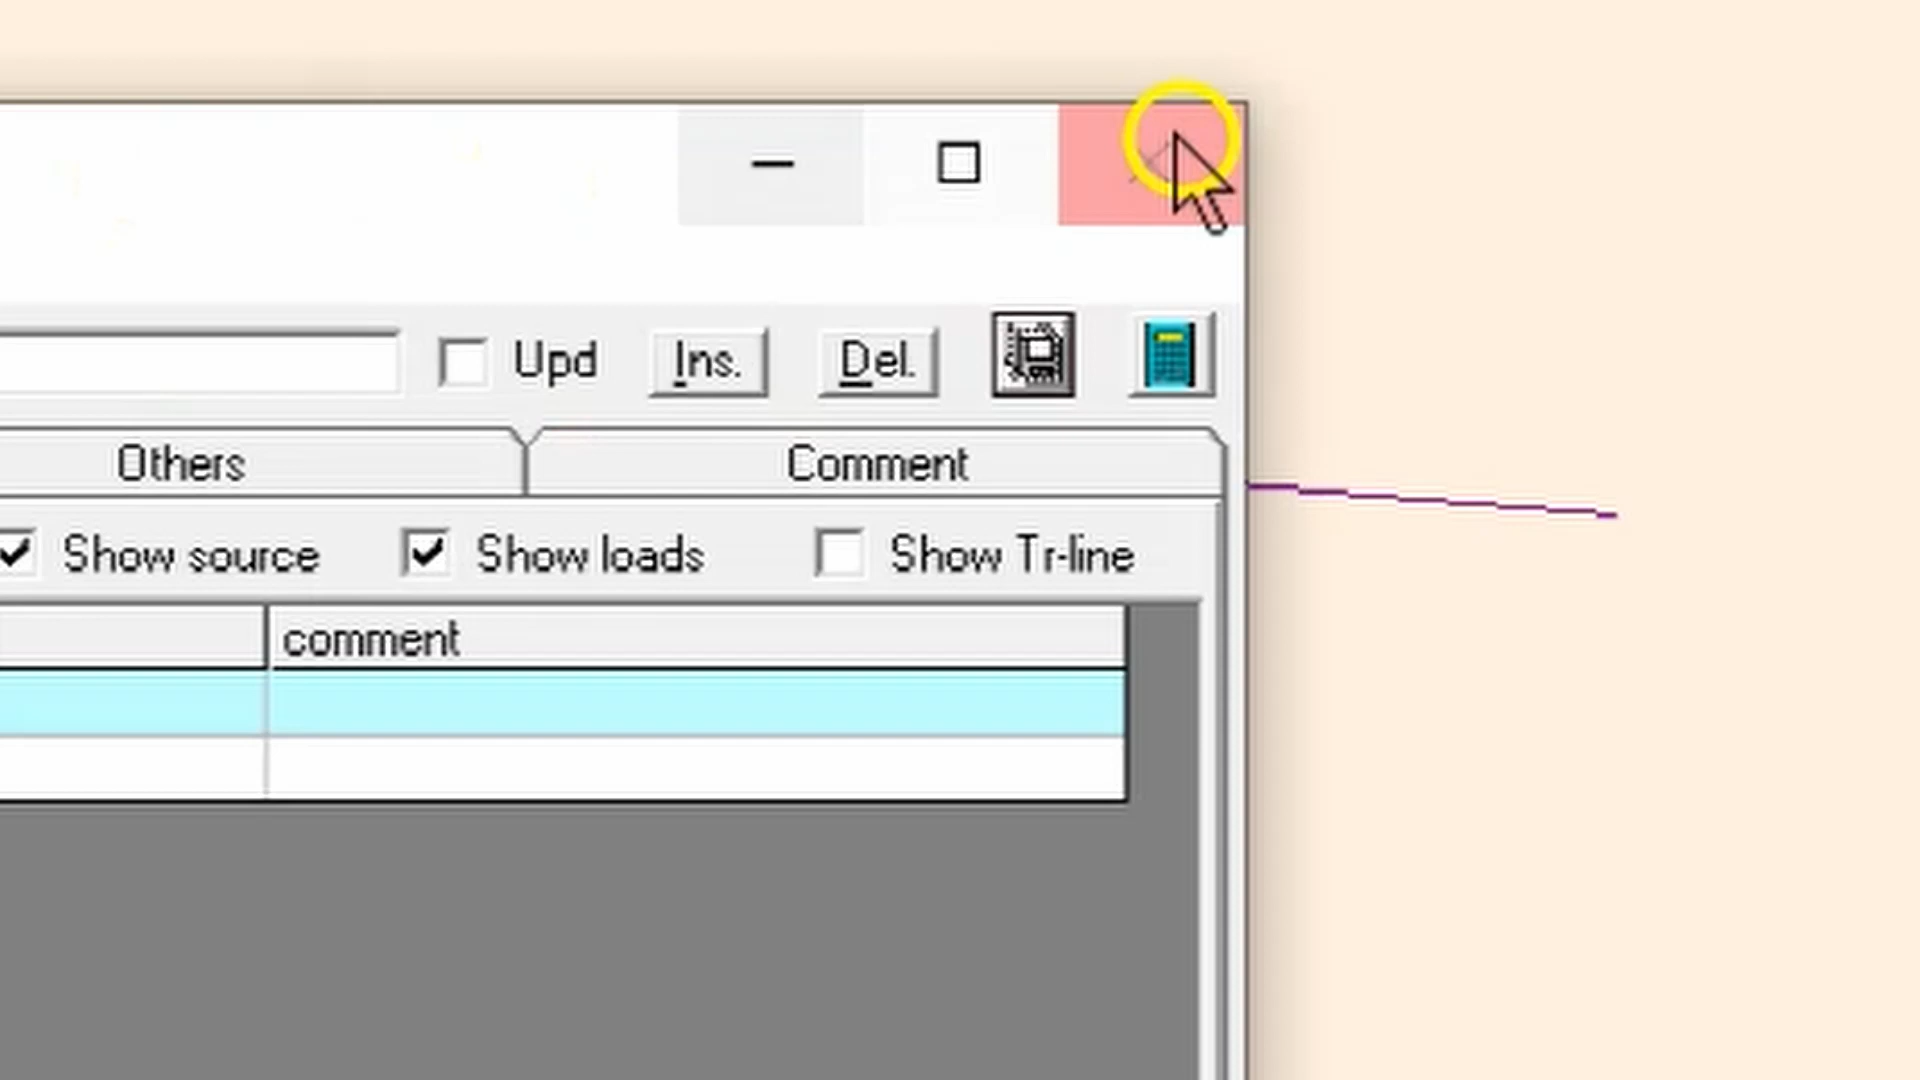 Upd Ins. Del.
Others Comment
Show source Show loads Show Tr-line
comment